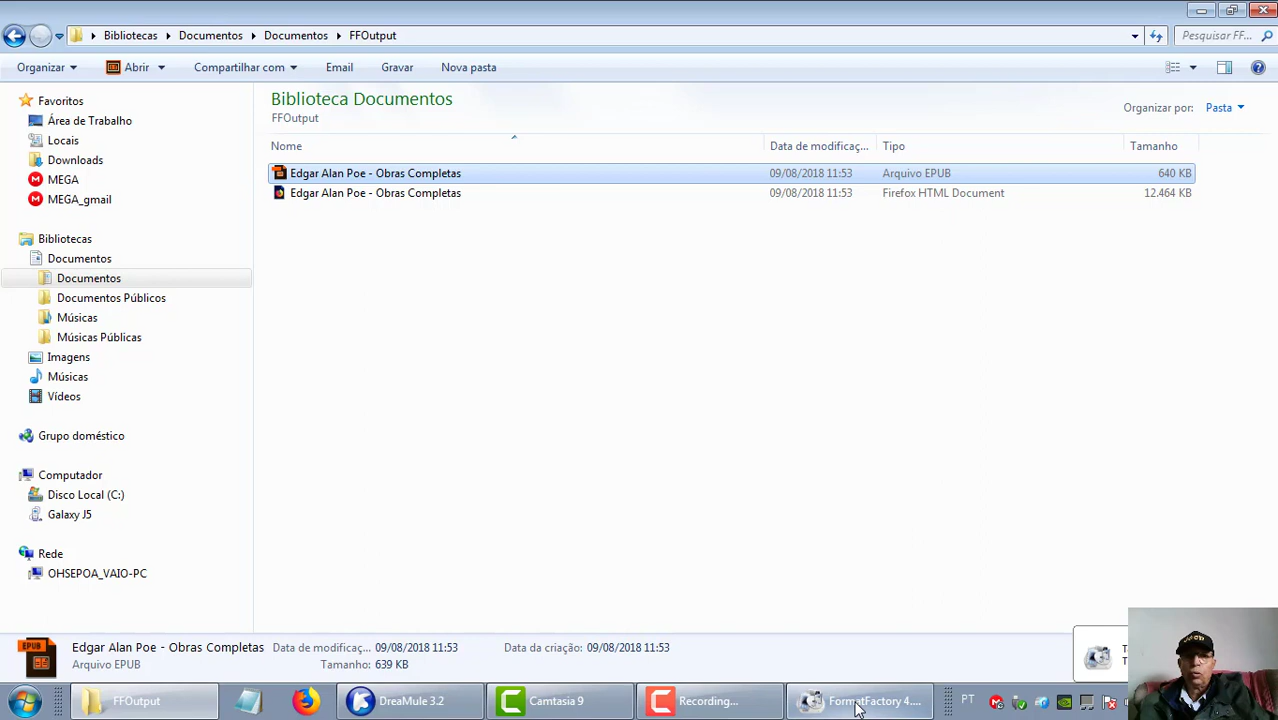 Bibliotecas Documentos Documentos FFOutput Pesquisar FF...
Organizar Abrir Compartilhar com Email Gravar Nova pasta
Favoritos
Área de Trabalho
Locais
Downloads
MEGA
MEGA_gmail
Bibliotecas
Documentos
Documentos
Documentos Públicos
Músicas
Músicas Públicas
Imagens
Músicas
Vídeos
Grupo doméstico
Computador
Disco Local (C:)
Galaxy J5
Rede
OHSEPOA_VAIO-PC
Biblioteca Documentos
FFOutput
Organizar por: Pasta
Nome Data de modificaç... Tipo Tamanho
Edgar Alan Poe - Obras Completas 09/08/2018 11:53 Arquivo EPUB 640 KB
Edgar Alan Poe - Obras Completas 09/08/2018 11:53 Firefox HTML Document 12.464 KB
EPUB
Edgar Alan Poe - Obras Completas Data de modificaç... 09/08/2018 11:53 Data da criação: 09/08/2018 11:53
Arquivo EPUB Tamanho: 639 KB
FFOutput DreaMule 3.2 Camtasia 9 Recording... FormatFactory 4.... PT